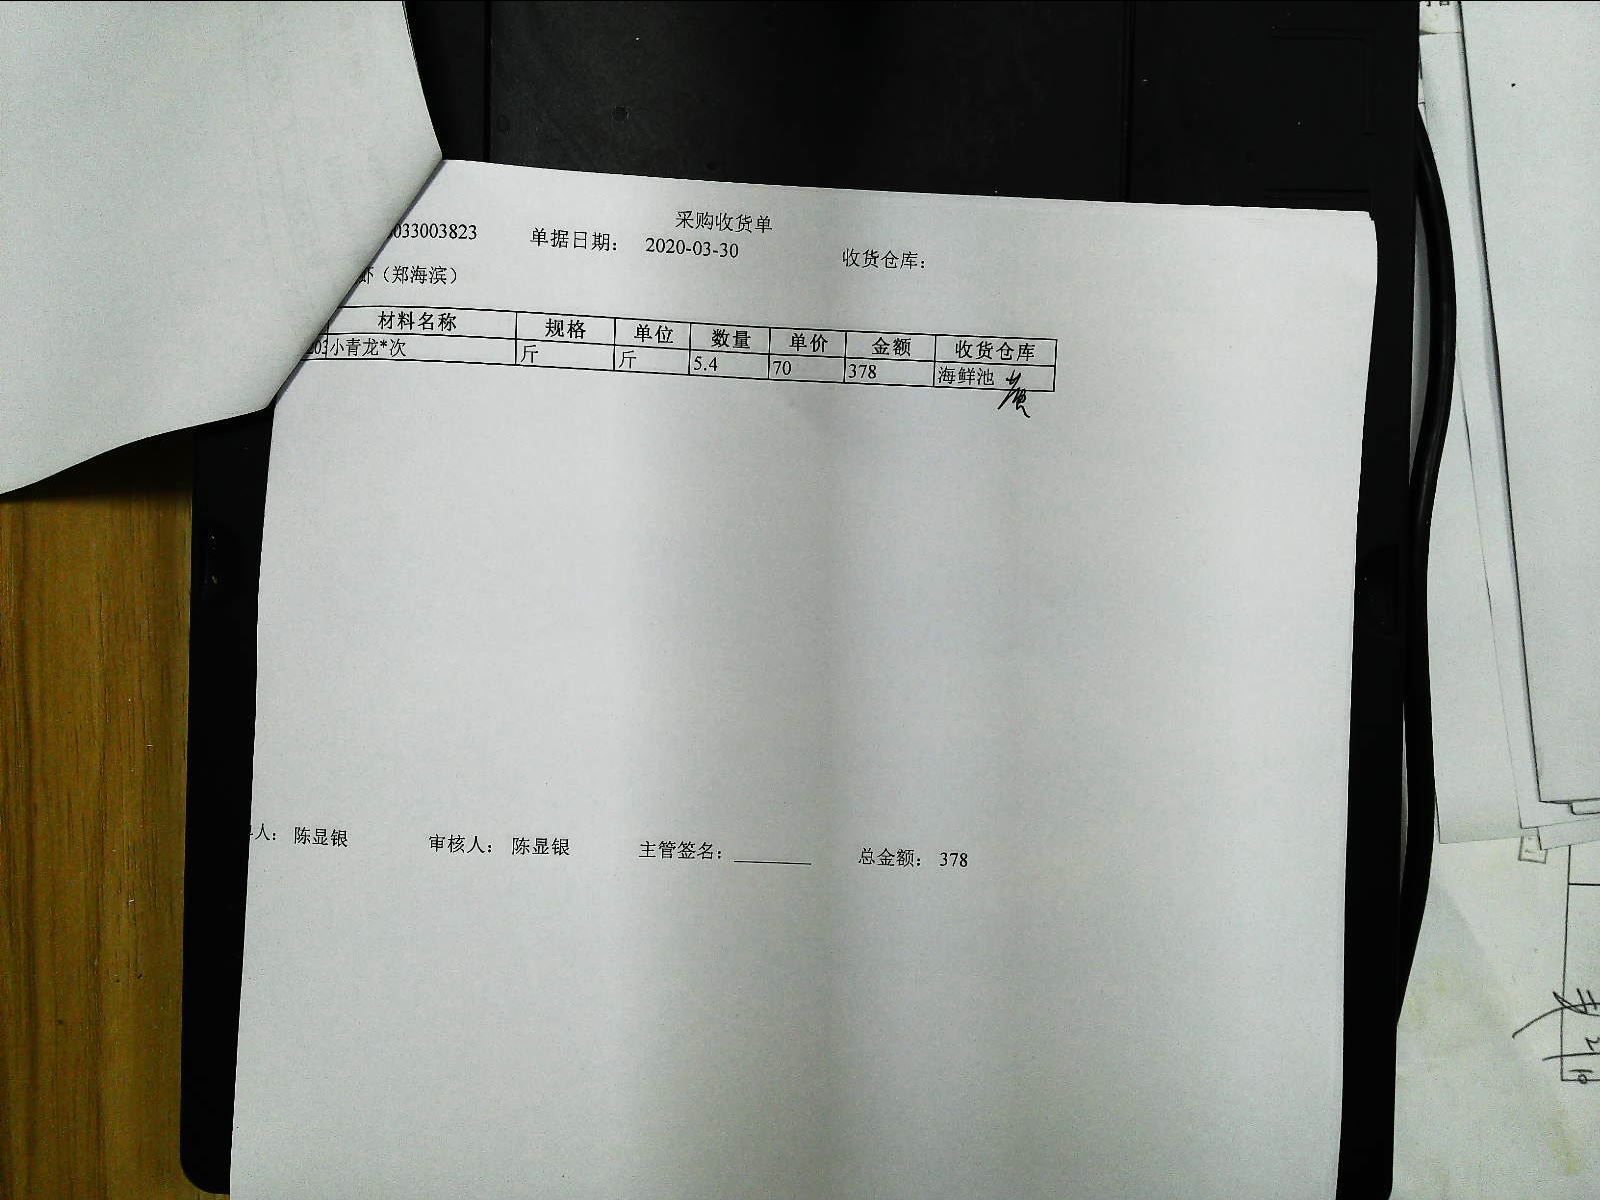 采购收货单
033003823 单据日期： 2020-03-30 收货仓库：
虾（郑海滨）
材料名称 规格 单位 数量 单价 金额 收货仓库
203 小青龙*次 斤 斤 5.4 70 378 海鲜池
人： 陈显银 审核人： 陈显银 主管签名： 总金额： 378